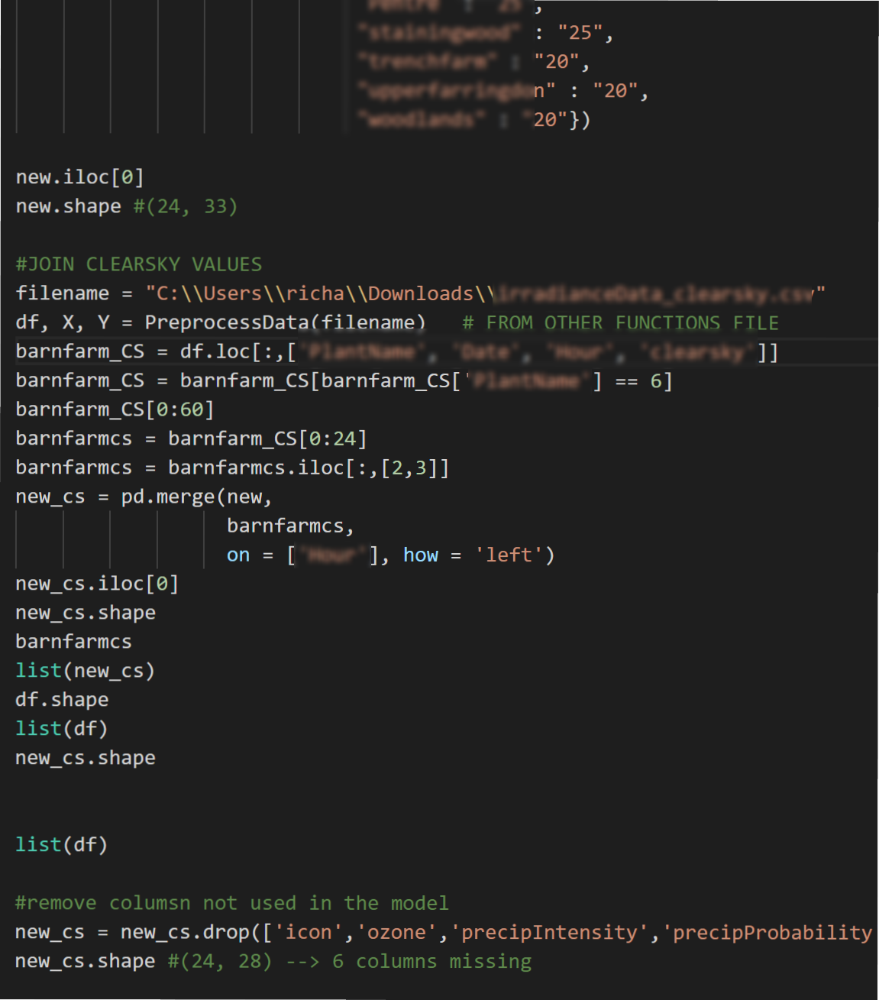 "stainingwood" : "25",
"trenchfarm" : "20",
"upperfarringdon" : "20",
"woodlands" : "20"})
new.iloc[0]
new.shape #(24, 33)
#JOIN CLEARSKY VALUES
filename = "C:\\Users\\richa\\Downloads\\irradianceData_clearsky.csv"
df, X, Y = PreprocessData(filename)   # FROM OTHER FUNCTIONS FILE
barnfarm_CS = df.loc[:,['PlantName', 'Date', 'Hour', 'clearsky']]
barnfarm_CS = barnfarm_CS[barnfarm_CS['PlantName'] == 6]
barnfarm_CS[0:60]
barnfarmcs = barnfarm_CS[0:24]
barnfarmcs = barnfarmcs.iloc[:,[2,3]]
new_cs = pd.merge(new,
barnfarmcs,
on = ['Hour'], how = 'left')
new_cs.iloc[0]
new_cs.shape
barnfarmcs
list(new_cs)
df.shape
list(df)
new_cs.shape
list(df)
#remove columsn not used in the model
new_cs = new_cs.drop(['icon','ozone','precipIntensity','precipProbability
new_cs.shape #(24, 28) --> 6 columns missing